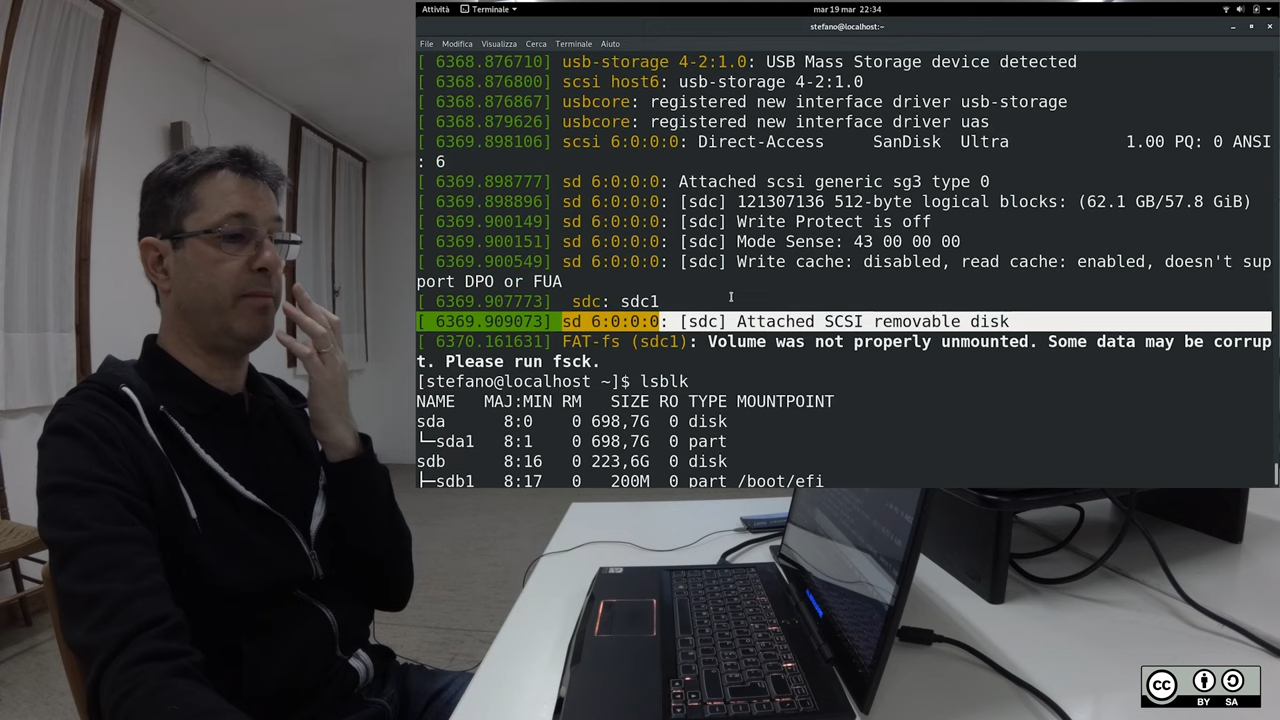 Attività Terminale mar 19 mar 22:34
stefano@localhost:~
File Modifica Visualizza Cerca Terminale Aiuto
[ 6368.876710] usb-storage 4-2:1.0: USB Mass Storage device detected
[ 6368.876800] scsi host6: usb-storage 4-2:1.0
[ 6368.876867] usbcore: registered new interface driver usb-storage
[ 6368.879626] usbcore: registered new interface driver uas
[ 6369.898106] scsi 6:0:0:0: Direct-Access     SanDisk  Ultra            1.00 PQ: 0 ANSI
: 6
[ 6369.898777] sd 6:0:0:0: Attached scsi generic sg3 type 0
[ 6369.898896] sd 6:0:0:0: [sdc] 121307136 512-byte logical blocks: (62.1 GB/57.8 GiB)
[ 6369.900149] sd 6:0:0:0: [sdc] Write Protect is off
[ 6369.900151] sd 6:0:0:0: [sdc] Mode Sense: 43 00 00 00
[ 6369.900549] sd 6:0:0:0: [sdc] Write cache: disabled, read cache: enabled, doesn't sup
port DPO or FUA
[ 6369.907773]  sdc: sdc1
[ 6369.909073] sd 6:0:0:0: [sdc] Attached SCSI removable disk
[ 6370.161631] FAT-fs (sdc1): Volume was not properly unmounted. Some data may be corrup
t. Please run fsck.
[stefano@localhost ~]$ lsblk
NAME   MAJ:MIN RM   SIZE RO TYPE MOUNTPOINT
sda      8:0    0 698,7G  0 disk
└─sda1   8:1    0 698,7G  0 part
sdb      8:16   0 223,6G  0 disk
├─sdb1   8:17   0   200M  0 part /boot/efi
cc BY SA